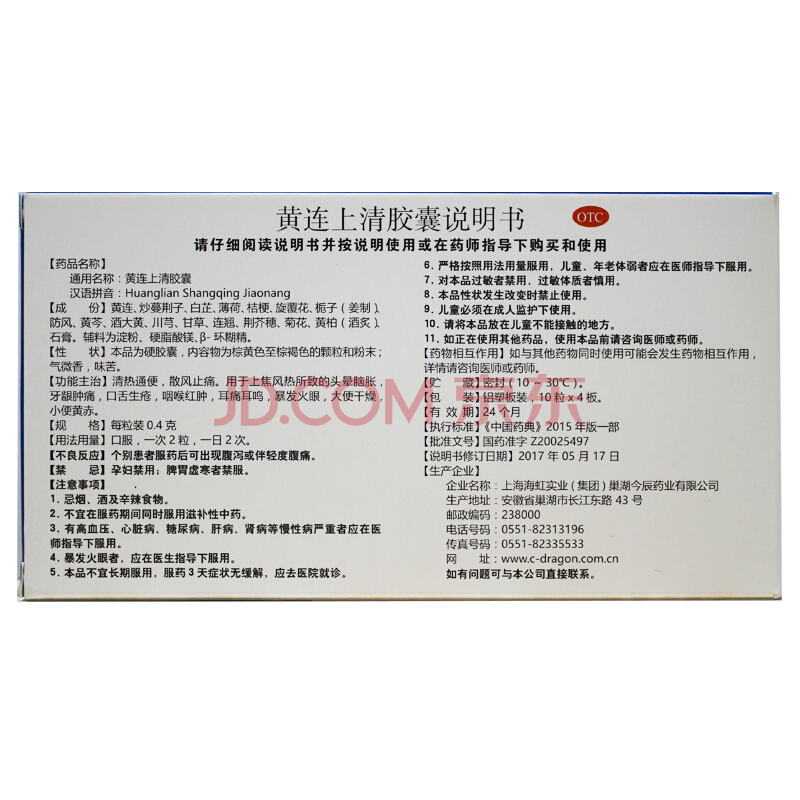 黄连上清胶囊说明书
OTC
请仔细阅读说明书并按说明使用或在药师指导下购买和使用
【药品名称】
通用名称：黄连上清胶囊
汉语拼音：Huanglian Shangqing Jiaonang
【成　份】黄连、炒蔓荆子、白芷、薄荷、桔梗、旋覆花、栀子（姜制）、
防风、黄芩、酒大黄、川芎、甘草、连翘、荆芥穗、菊花、黄柏（酒炙）、
石膏。辅料为淀粉、硬脂酸镁、β-环糊精。
【性　状】本品为硬胶囊，内容物为棕黄色至棕褐色的颗粒和粉末；
气微香，味苦。
【功能主治】清热通便，散风止痛。用于上焦风热所致的头晕脑胀、
牙龈肿痛，口舌生疮，咽喉红肿，耳痛耳鸣，暴发火眼，大便干燥，
小便黄赤。
【规　格】每粒装 0.4 克
【用法用量】口服，一次 2 粒，一日 2 次。
【不良反应】个别患者服药后可出现腹泻或伴轻度腹痛。
【禁　忌】孕妇禁用；脾胃虚寒者禁服。
【注意事项】
1．忌烟、酒及辛辣食物。
2．不宜在服药期间同时服用滋补性中药。
3．有高血压、心脏病、糖尿病、肝病、肾病等慢性病严重者应在医
师指导下服用。
4．暴发火眼者，应在医生指导下服用。
5．本品不宜长期服用，服药 3 天症状无缓解，应去医院就诊。
6．严格按照用法用量服用，儿童、年老体弱者应在医师指导下服用。
7．对本品过敏者禁用，过敏体质者慎用。
8．本品性状发生改变时禁止使用。
9．儿童必须在成人监护下使用。
10．请将本品放在儿童不能接触的地方。
11．如正在使用其他药品，使用本品前请咨询医师或药师。
【药物相互作用】如与其他药物同时使用可能会发生药物相互作用，
详情请咨询医师或药师。
【贮　藏】密封（10～30℃）。
【包　装】铝塑板装，10 粒 x 4 板。
【有 效 期】24 个月
【执行标准】《中国药典》2015 年版一部
【批准文号】国药准字 Z20025497
【说明书修订日期】2017 年 05 月 17 日
【生产企业】
企业名称：上海海虹实业（集团）巢湖今辰药业有限公司
生产地址：安徽省巢湖市长江东路 43 号
邮政编码：238000
电话号码：0551-82313196
传真号码：0551-82335533
网　址：www.c-dragon.com.cn
如有问题可与本公司直接联系。
JD.COM 京东